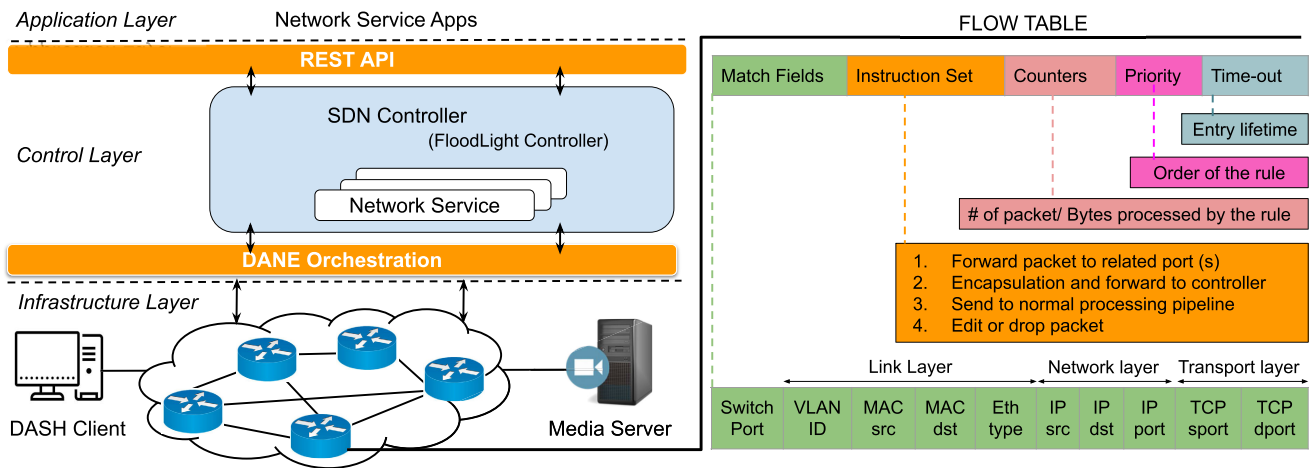 Application Layer
Network Service Apps
REST API
SDN Controller
(FloodLight Controller)
Control Layer
Network Service
DANE Orchestration
Infrastructure Layer
DASH Client
Media Server
FLOW TABLE
Match Fields
Instruction Set
Counters
Priority
Time-out
Entry lifetime
Order of the rule
# of packet/ Bytes processed by the rule
1. Forward packet to related port (s)
2. Encapsulation and forward to controller
3. Send to normal processing pipeline
4. Edit or drop packet
Link Layer
Network layer
Transport layer
Switch
Port
VLAN
ID
MAC
src
MAC
dst
Eth
type
IP
src
IP
dst
IP
port
TCP
sport
TCP
dport